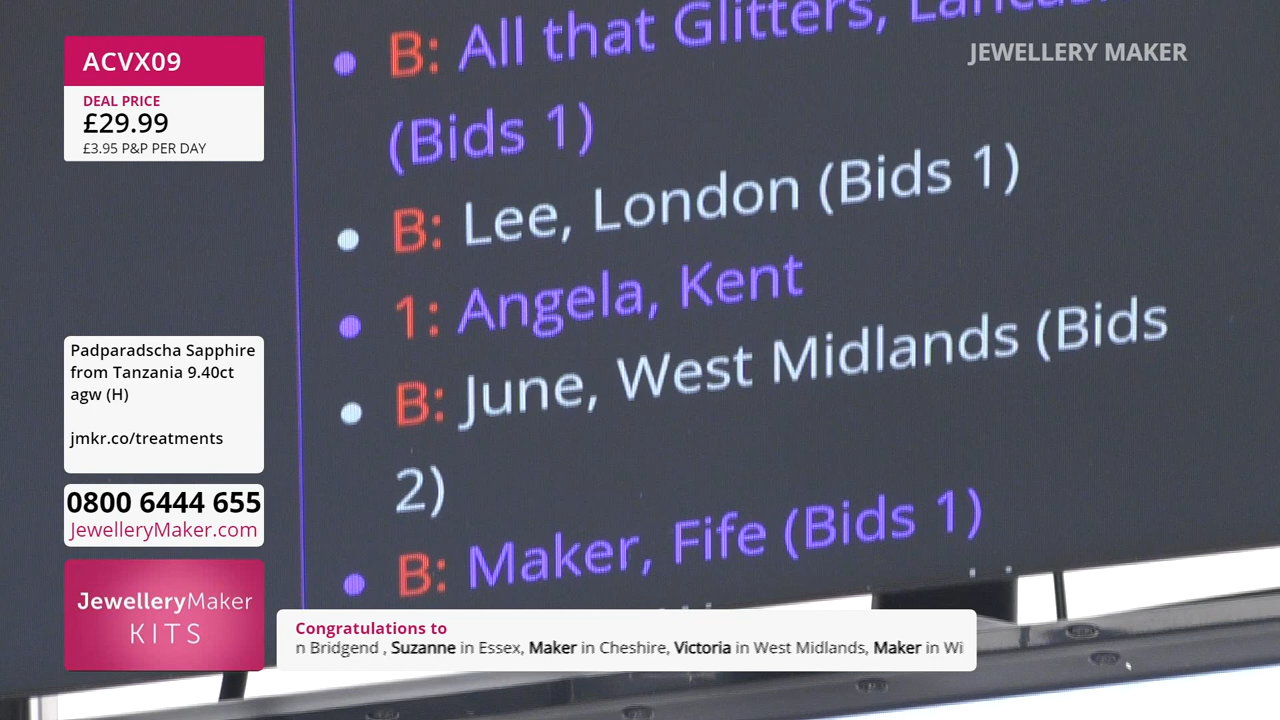 ACVX09
DEAL PRICE
£29.99
£3.95 P&P PER DAY
JEWELLERY MAKER
B: All that Glitters,
(Bids 1)
B: Lee, London (Bids 1)
1: Angela, Kent
B: June, West Midlands (Bids
2)
B: Maker, Fife (Bids 1)
Padparadscha Sapphire
from Tanzania 9.40ct
agw (H)
jmkr.co/treatments
0800 6444 655
JewelleryMaker.com
JewelleryMaker
KITS
Congratulations to
n Bridgend , Suzanne in Essex, Maker in Cheshire, Victoria in West Midlands, Maker in Wi